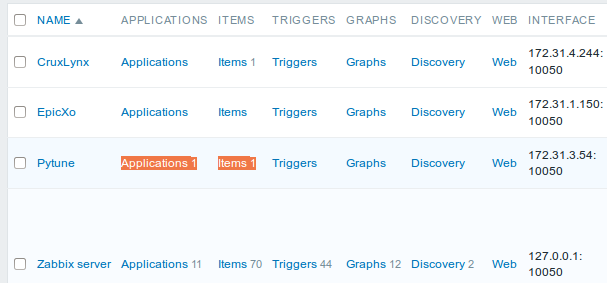 NAME ▲ APPLICATIONS ITEMS TRIGGERS GRAPHS DISCOVERY WEB INTERFACE
CruxLynx Applications Items 1 Triggers Graphs Discovery Web 172.31.4.244:
10050
EpicXo Applications Items Triggers Graphs Discovery Web 172.31.1.150:
10050
Pytune Applications 1 Items 1 Triggers Graphs Discovery Web 172.31.3.54:
10050
Zabbix server Applications 11 Items 70 Triggers 44 Graphs 12 Discovery 2 Web 127.0.0.1:
10050